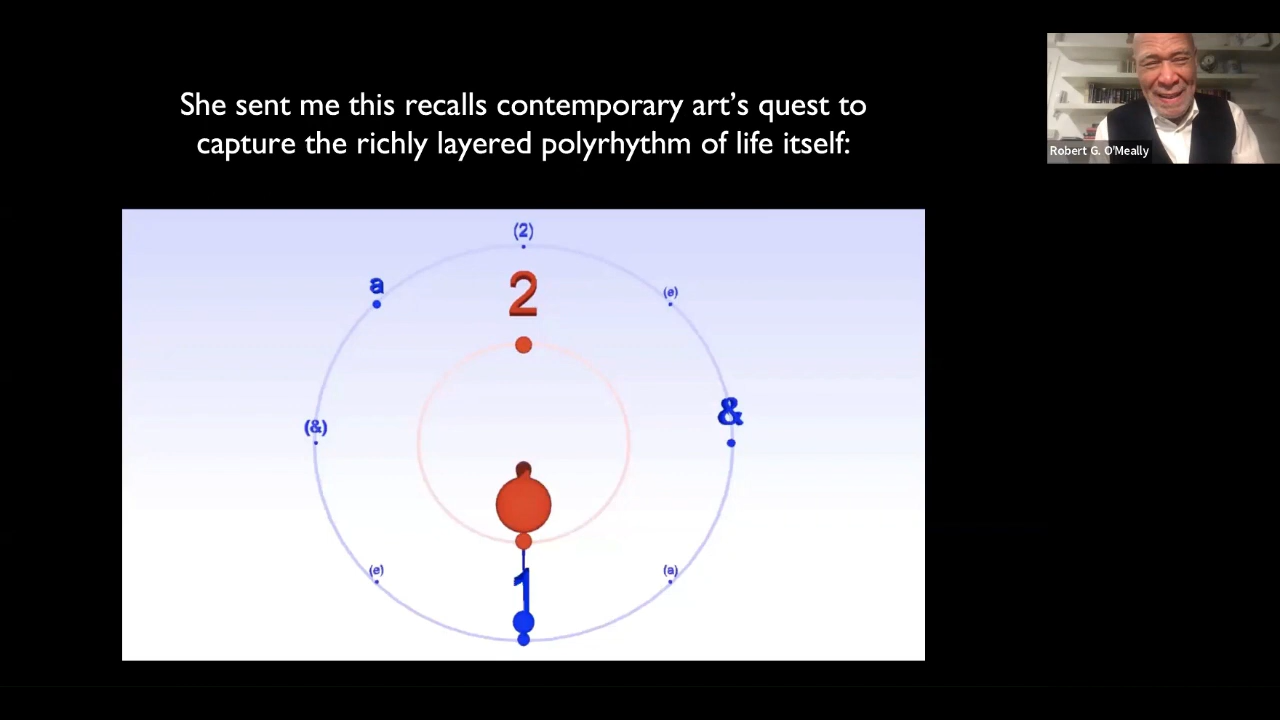 She sent me this recalls contemporary art's quest to
capture the richly layered polyrhythm of life itself:
Robert G. O'Meally
(2)
a
2
(e)
(&)
&
(e)
1
(a)